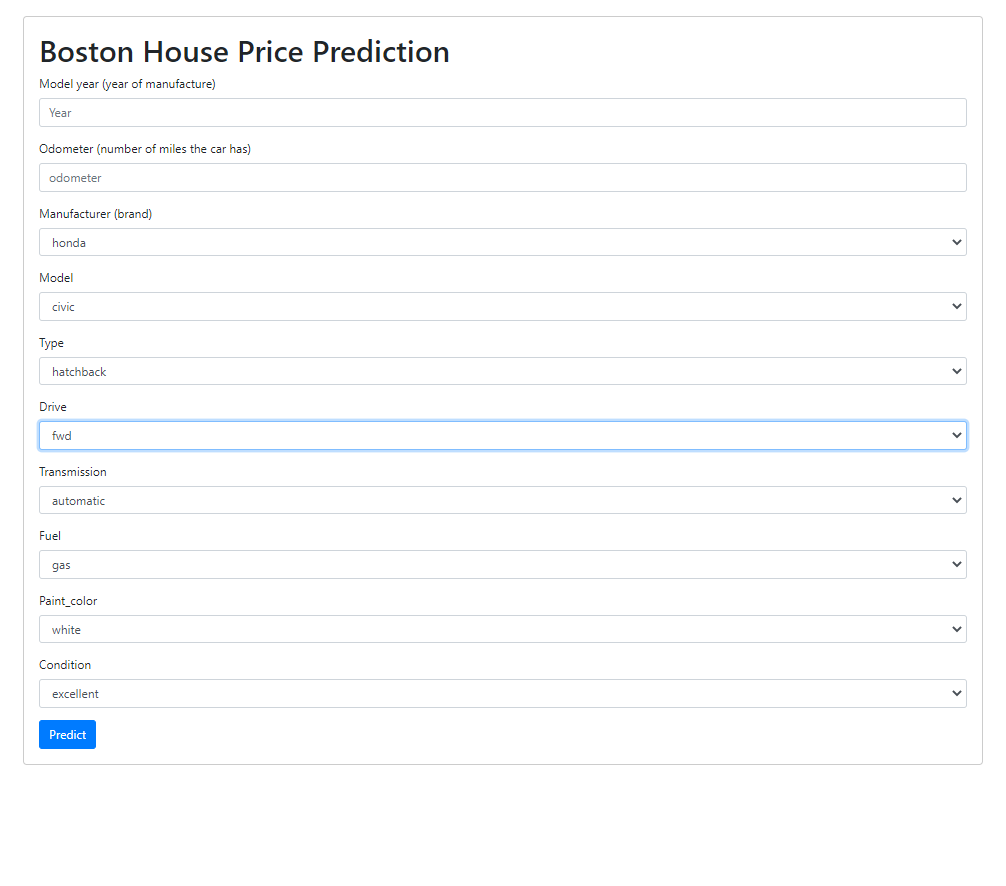 Boston House Price Prediction
Model year (year of manufacture)
Year
Odometer (number of miles the car has)
odometer
Manufacturer (brand)
honda
Model
civic
Type
hatchback
Drive
fwd
Transmission
automatic
Fuel
gas
Paint_color
white
Condition
excellent
Predict